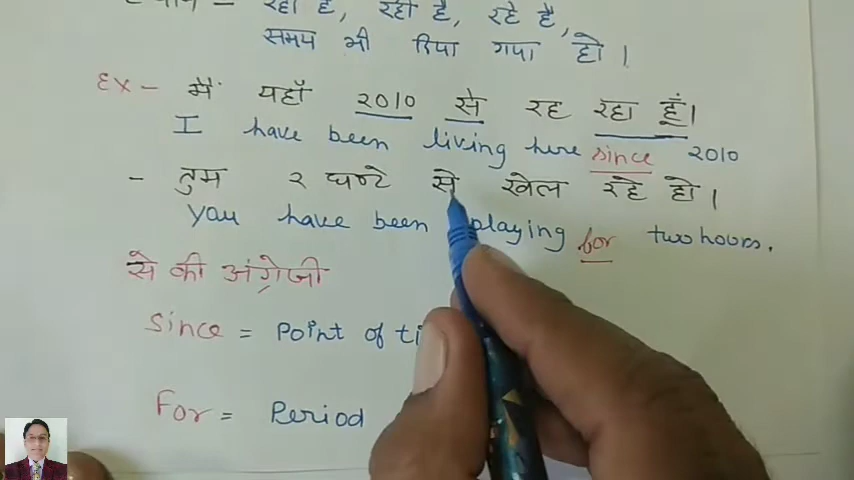 रहा है, रही है, रहे है,
समय भी दिया गया हो।
Ex - मैं यहाँ 2010 से रह रहा हूँ।
I have been living here since 2010
- तुम 2 घण्टे से खेल रहे हो।
you have been playing for two hours.
से की अंग्रेजी
Since = Point of ti
For = Period